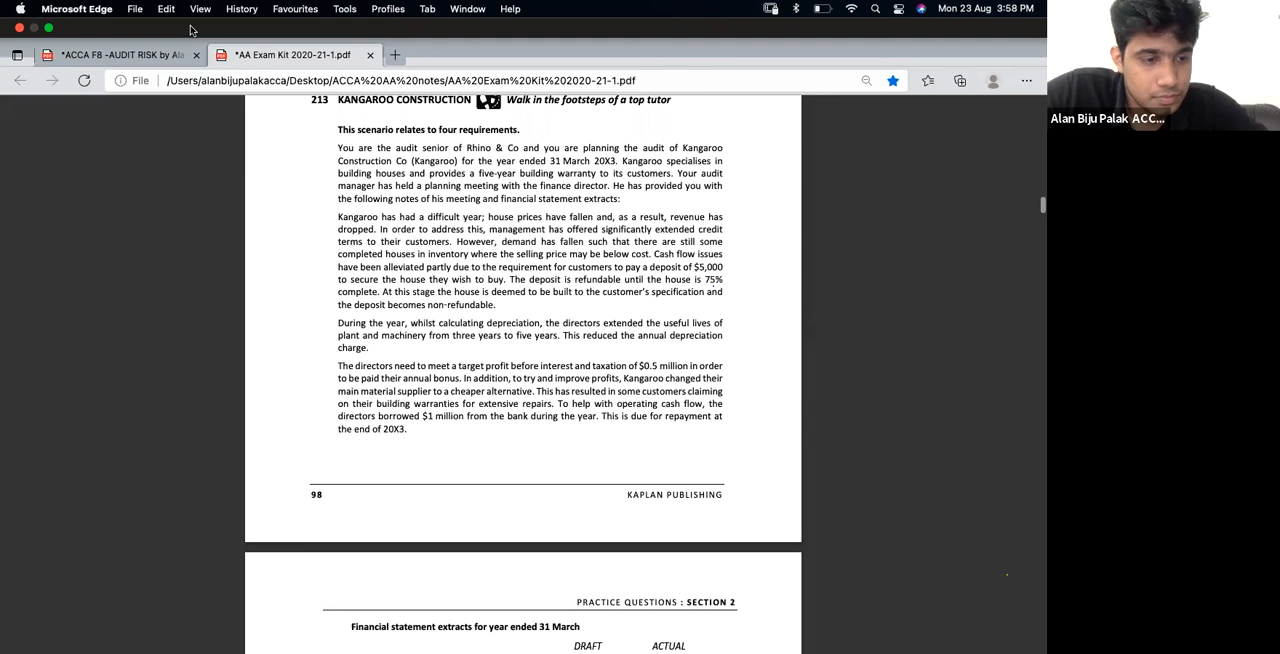 Microsoft Edge File Edit View History Favourites Tools Profiles Tab Window Help Mon 23 Aug 3:58 PM
*ACCA F8 -AUDIT RISK by Ala *AA Exam Kit 2020-21-1.pdf
File /Users/alanbijupalakacca/Desktop/ACCA%20AA%20notes/AA%20Exam%20Kit%202020-21-1.pdf
Alan Biju Palak ACC...
213 KANGAROO CONSTRUCTION Walk in the footsteps of a top tutor
This scenario relates to four requirements.
You are the audit senior of Rhino & Co and you are planning the audit of Kangaroo
Construction Co (Kangaroo) for the year ended 31 March 20X3. Kangaroo specialises in
building houses and provides a five-year building warranty to its customers. Your audit
manager has held a planning meeting with the finance director. He has provided you with
the following notes of his meeting and financial statement extracts:
Kangaroo has had a difficult year; house prices have fallen and, as a result, revenue has
dropped. In order to address this, management has offered significantly extended credit
terms to their customers. However, demand has fallen such that there are still some
completed houses in inventory where the selling price may be below cost. Cash flow issues
have been alleviated partly due to the requirement for customers to pay a deposit of $5,000
to secure the house they wish to buy. The deposit is refundable until the house is 75%
complete. At this stage the house is deemed to be built to the customer's specification and
the deposit becomes non-refundable.
During the year, whilst calculating depreciation, the directors extended the useful lives of
plant and machinery from three years to five years. This reduced the annual depreciation
charge.
The directors need to meet a target profit before interest and taxation of $0.5 million in order
to be paid their annual bonus. In addition, to try and improve profits, Kangaroo changed their
main material supplier to a cheaper alternative. This has resulted in some customers claiming
on their building warranties for extensive repairs. To help with operating cash flow, the
directors borrowed $1 million from the bank during the year. This is due for repayment at
the end of 20X3.
98 KAPLAN PUBLISHING
PRACTICE QUESTIONS : SECTION 2
Financial statement extracts for year ended 31 March
DRAFT ACTUAL